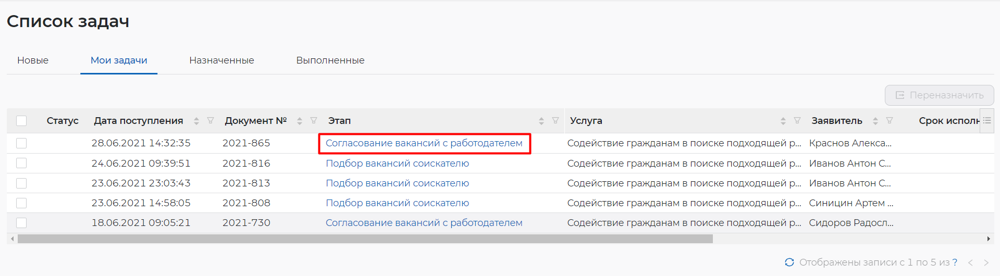 Список задач
Новые Мои задачи Назначенные Выполненные
Переназначить
Статус Дата поступления Документ № Этап Услуга Заявитель Срок исполн
28.06.2021 14:32:35 2021-865 Согласование вакансий с работодателем Содействие гражданам в поиске подходящей р... Краснов Алекса...
24.06.2021 09:39:51 2021-816 Подбор вакансий соискателю Содействие гражданам в поиске подходящей р... Иванов Антон С...
23.06.2021 23:03:43 2021-813 Подбор вакансий соискателю Содействие гражданам в поиске подходящей р... Иванов Антон С...
23.06.2021 14:58:05 2021-808 Подбор вакансий соискателю Содействие гражданам в поиске подходящей р... Синицин Артем ...
18.06.2021 09:05:21 2021-730 Согласование вакансий с работодателем Содействие гражданам в поиске подходящей р... Сидоров Радосл...
Отображены записи с 1 по 5 из ?